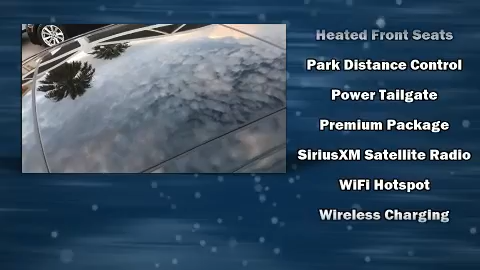 Heated Front Seats
Park Distance Control
Power Tailgate
Premium Package
SiriusXM Satellite Radio
WiFi Hotspot
Wireless Charging